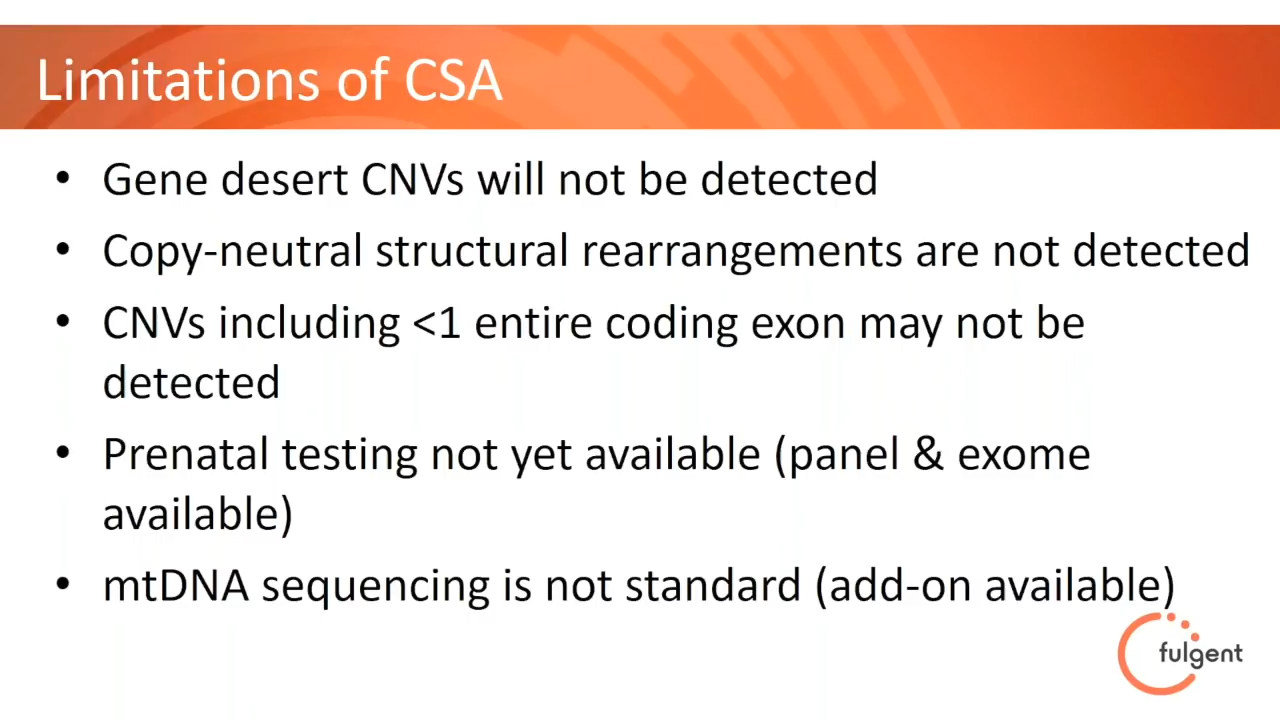 Limitations of CSA
• Gene desert CNVs will not be detected
• Copy-neutral structural rearrangements are not detected
• CNVs including <1 entire coding exon may not be
detected
• Prenatal testing not yet available (panel & exome
available)
• mtDNA sequencing is not standard (add-on available)
fulgent